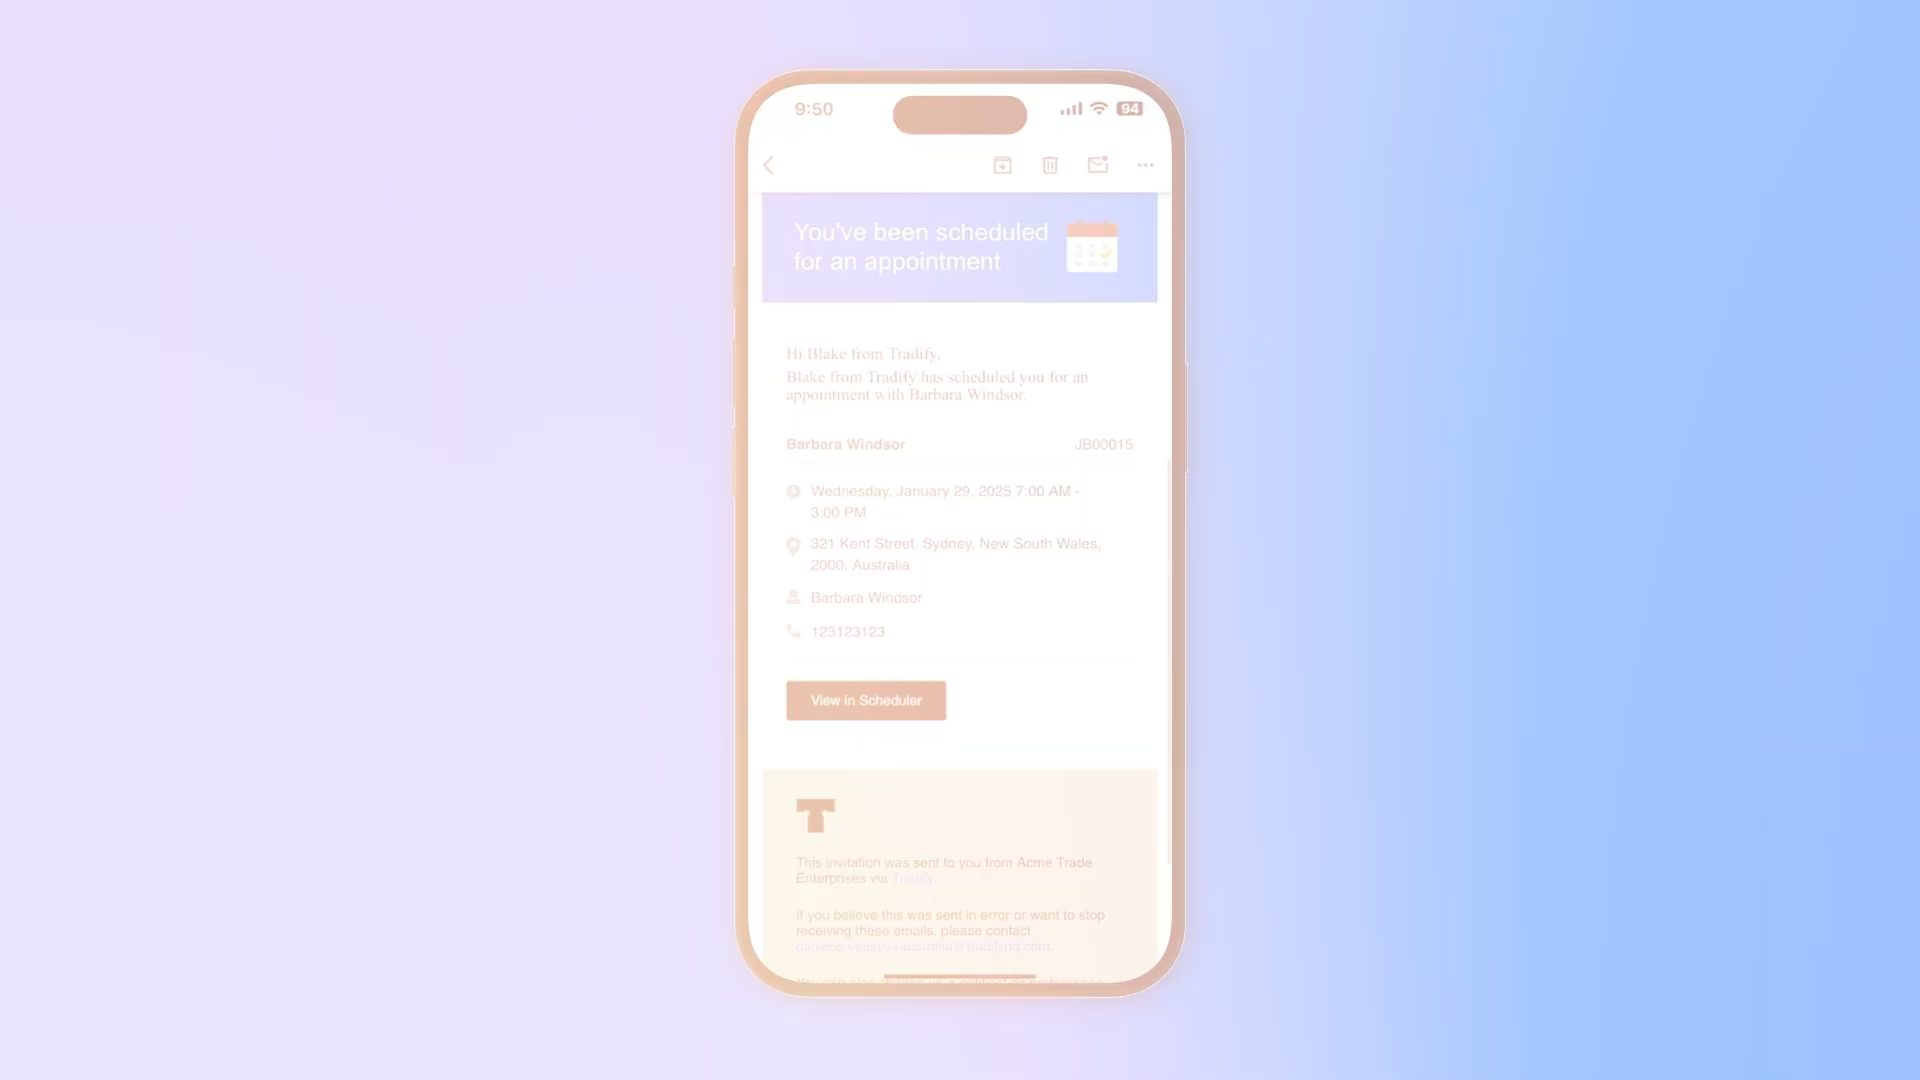 9:50
94
You've been scheduled
for an appointment
Hi Blake from Tradify,
Blake from Tradify has scheduled you for an
appointment with Barbara Windsor.
Barbara Windsor JB00015
Wednesday, January 29, 2025 7:00 AM -
3:00 PM
321 Kent Street, Sydney, New South Wales,
2000, Australia
Barbara Windsor
123123123
View in Scheduler
This invitation was sent to you from Acme Trade
Enterprises via Tradify.
If you believe this was sent in error or want to stop
receiving these emails, please contact